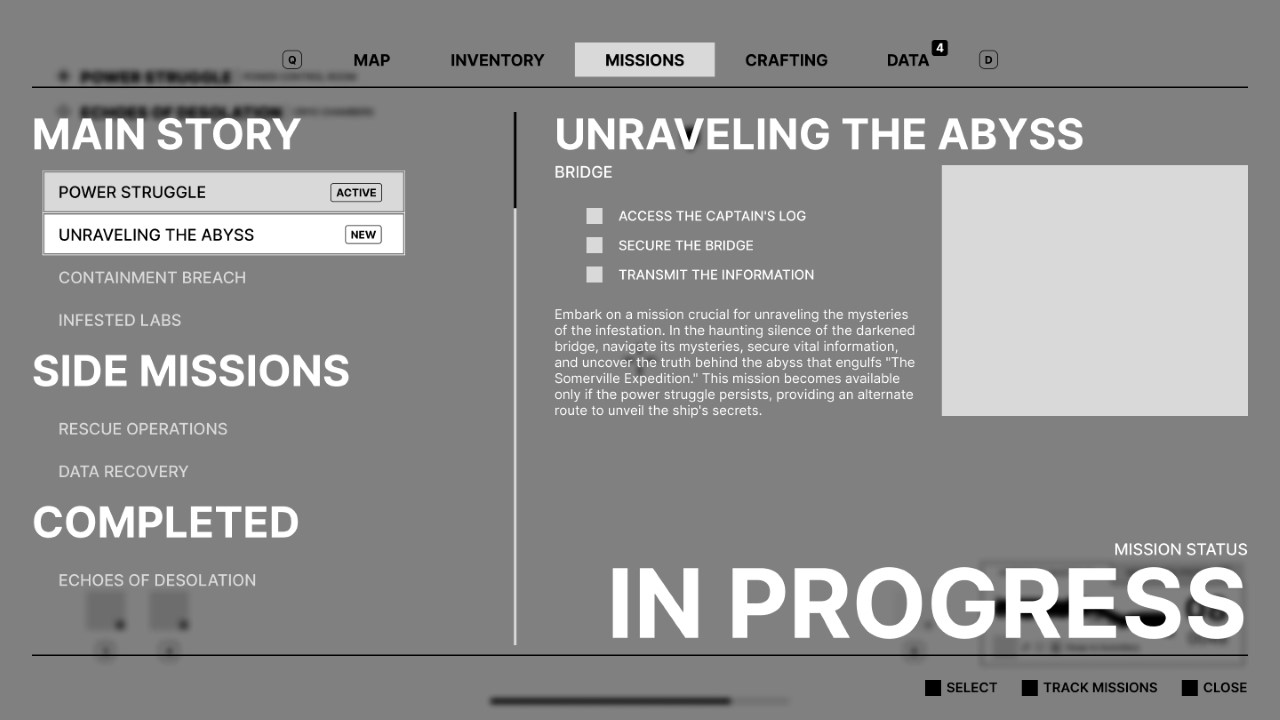 Q
MAP
INVENTORY
MISSIONS
CRAFTING
DATA
4
D
POWER STRUGGLE
ECHOES OF DESOLATION
MAIN STORY
POWER STRUGGLE
ACTIVE
UNRAVELING THE ABYSS
NEW
CONTAINMENT BREACH
INFESTED LABS
SIDE MISSIONS
RESCUE OPERATIONS
DATA RECOVERY
COMPLETED
ECHOES OF DESOLATION
UNRAVELING THE ABYSS
BRIDGE
ACCESS THE CAPTAIN'S LOG
SECURE THE BRIDGE
TRANSMIT THE INFORMATION
Embark on a mission crucial for unraveling the mysteries
of the infestation. In the haunting silence of the darkened
bridge, navigate its mysteries, secure vital information,
and uncover the truth behind the abyss that engulfs "The
Somerville Expedition." This mission becomes available
only if the power struggle persists, providing an alternate
route to unveil the ship's secrets.
MISSION STATUS
IN PROGRESS
SELECT
TRACK MISSIONS
CLOSE